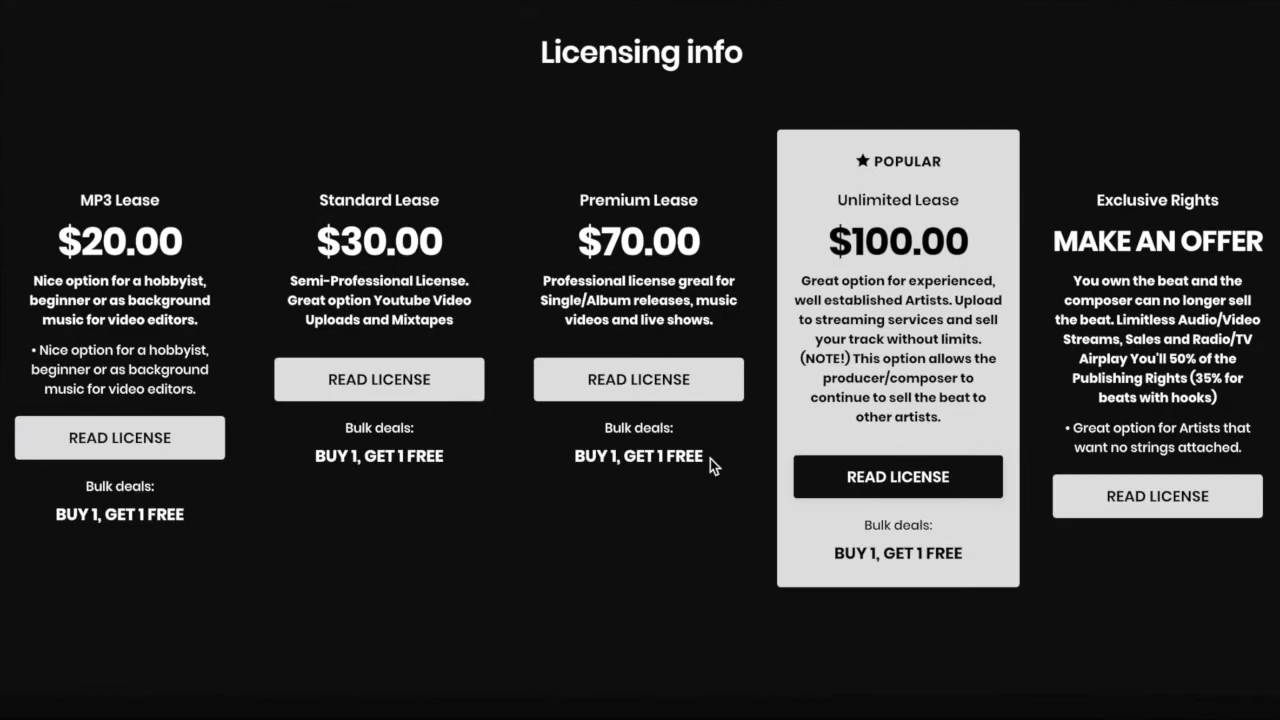 Licensing info
MP3 Lease
$20.00
Nice option for a hobbyist,
beginner or as background
music for video editors.
• Nice option for a hobbyist,
beginner or as background
music for video editors.
READ LICENSE
Bulk deals:
BUY 1, GET 1 FREE
Standard Lease
$30.00
Semi-Professional License.
Great option Youtube Video
Uploads and Mixtapes
READ LICENSE
Bulk deals:
BUY 1, GET 1 FREE
Premium Lease
$70.00
Professional license greal for
Single/Album releases, music
videos and live shows.
READ LICENSE
Bulk deals:
BUY 1, GET 1 FREE
★ POPULAR
Unlimited Lease
$100.00
Great option for experienced,
well established Artists. Upload
to streaming services and sell
your track without limits.
(NOTE!) This option allows the
producer/composer to
continue to sell the beat to
other artists.
READ LICENSE
Bulk deals:
BUY 1, GET 1 FREE
Exclusive Rights
MAKE AN OFFER
You own the beat and the
composer can no longer sell
the beat. Limitless Audio/Video
Streams, Sales and Radio/TV
Airplay You'll 50% of the
Publishing Rights (35% for
beats with hooks)
• Great option for Artists that
want no strings attached.
READ LICENSE